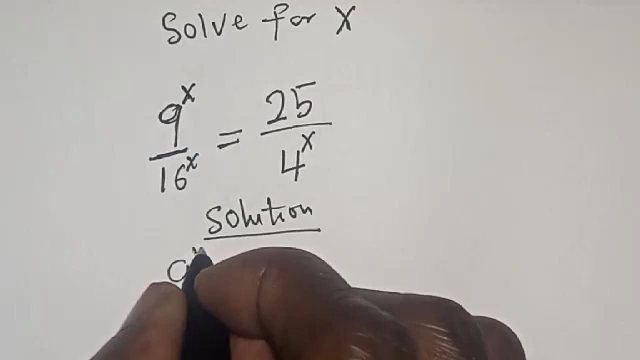 Solve for x
9^x/16^x = 25/4^x
Solution